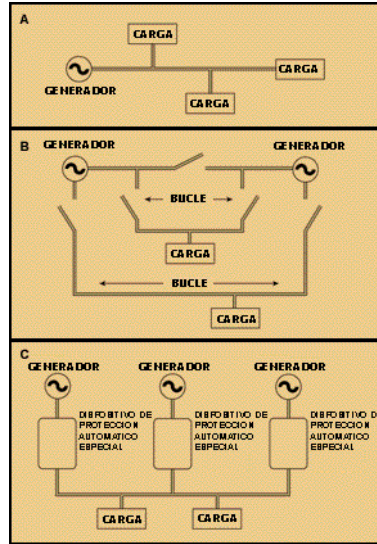 A
CARGA
CARGA
GENERADOR
CARGA
B
GENERADOR
GENERADOR
BUCLE
CARGA
BUCLE
CARGA
C
GENERADOR
GENERADOR
GENERADOR
DISPOSITIVO DE
PROTECCION
AUTOMATICO
ESPECIAL
DISPOSITIVO DE
PROTECCION
AUTOMATICO
ESPECIAL
DISPOSITIVO D
PROTECCION
AUTOMATICO
ESPECIAL
CARGA
CARGA